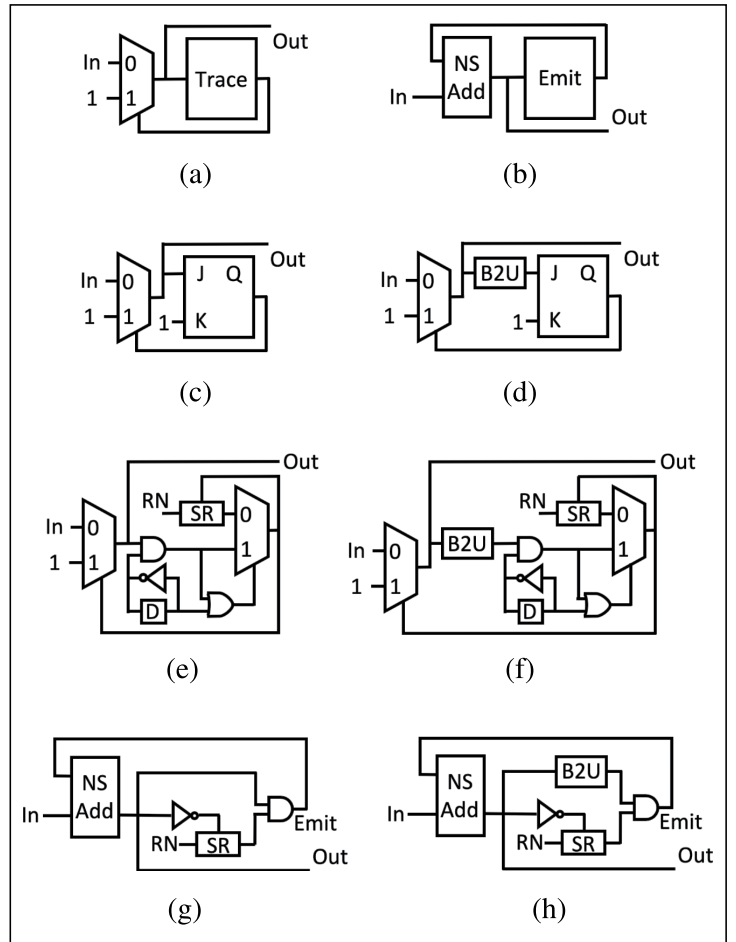 In 0
1 1
Trace
Out
(a)
NS
Add
In
Emit
Out
(b)
In 0
1 1
J Q
1 K
Out
(c)
In 0
1 1
B2U
J Q
1 K
Out
(d)
In 0
1 1
RN SR
0
1
D
Out
(e)
In 0
1 1
B2U
RN SR
0
1
D
Out
(f)
NS
Add
In
RN SR
Emit
Out
(g)
NS
Add
In
B2U
RN SR
Emit
Out
(h)